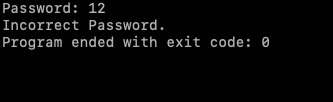 Password: 12
Incorrect Password.
Program ended with exit code: 0